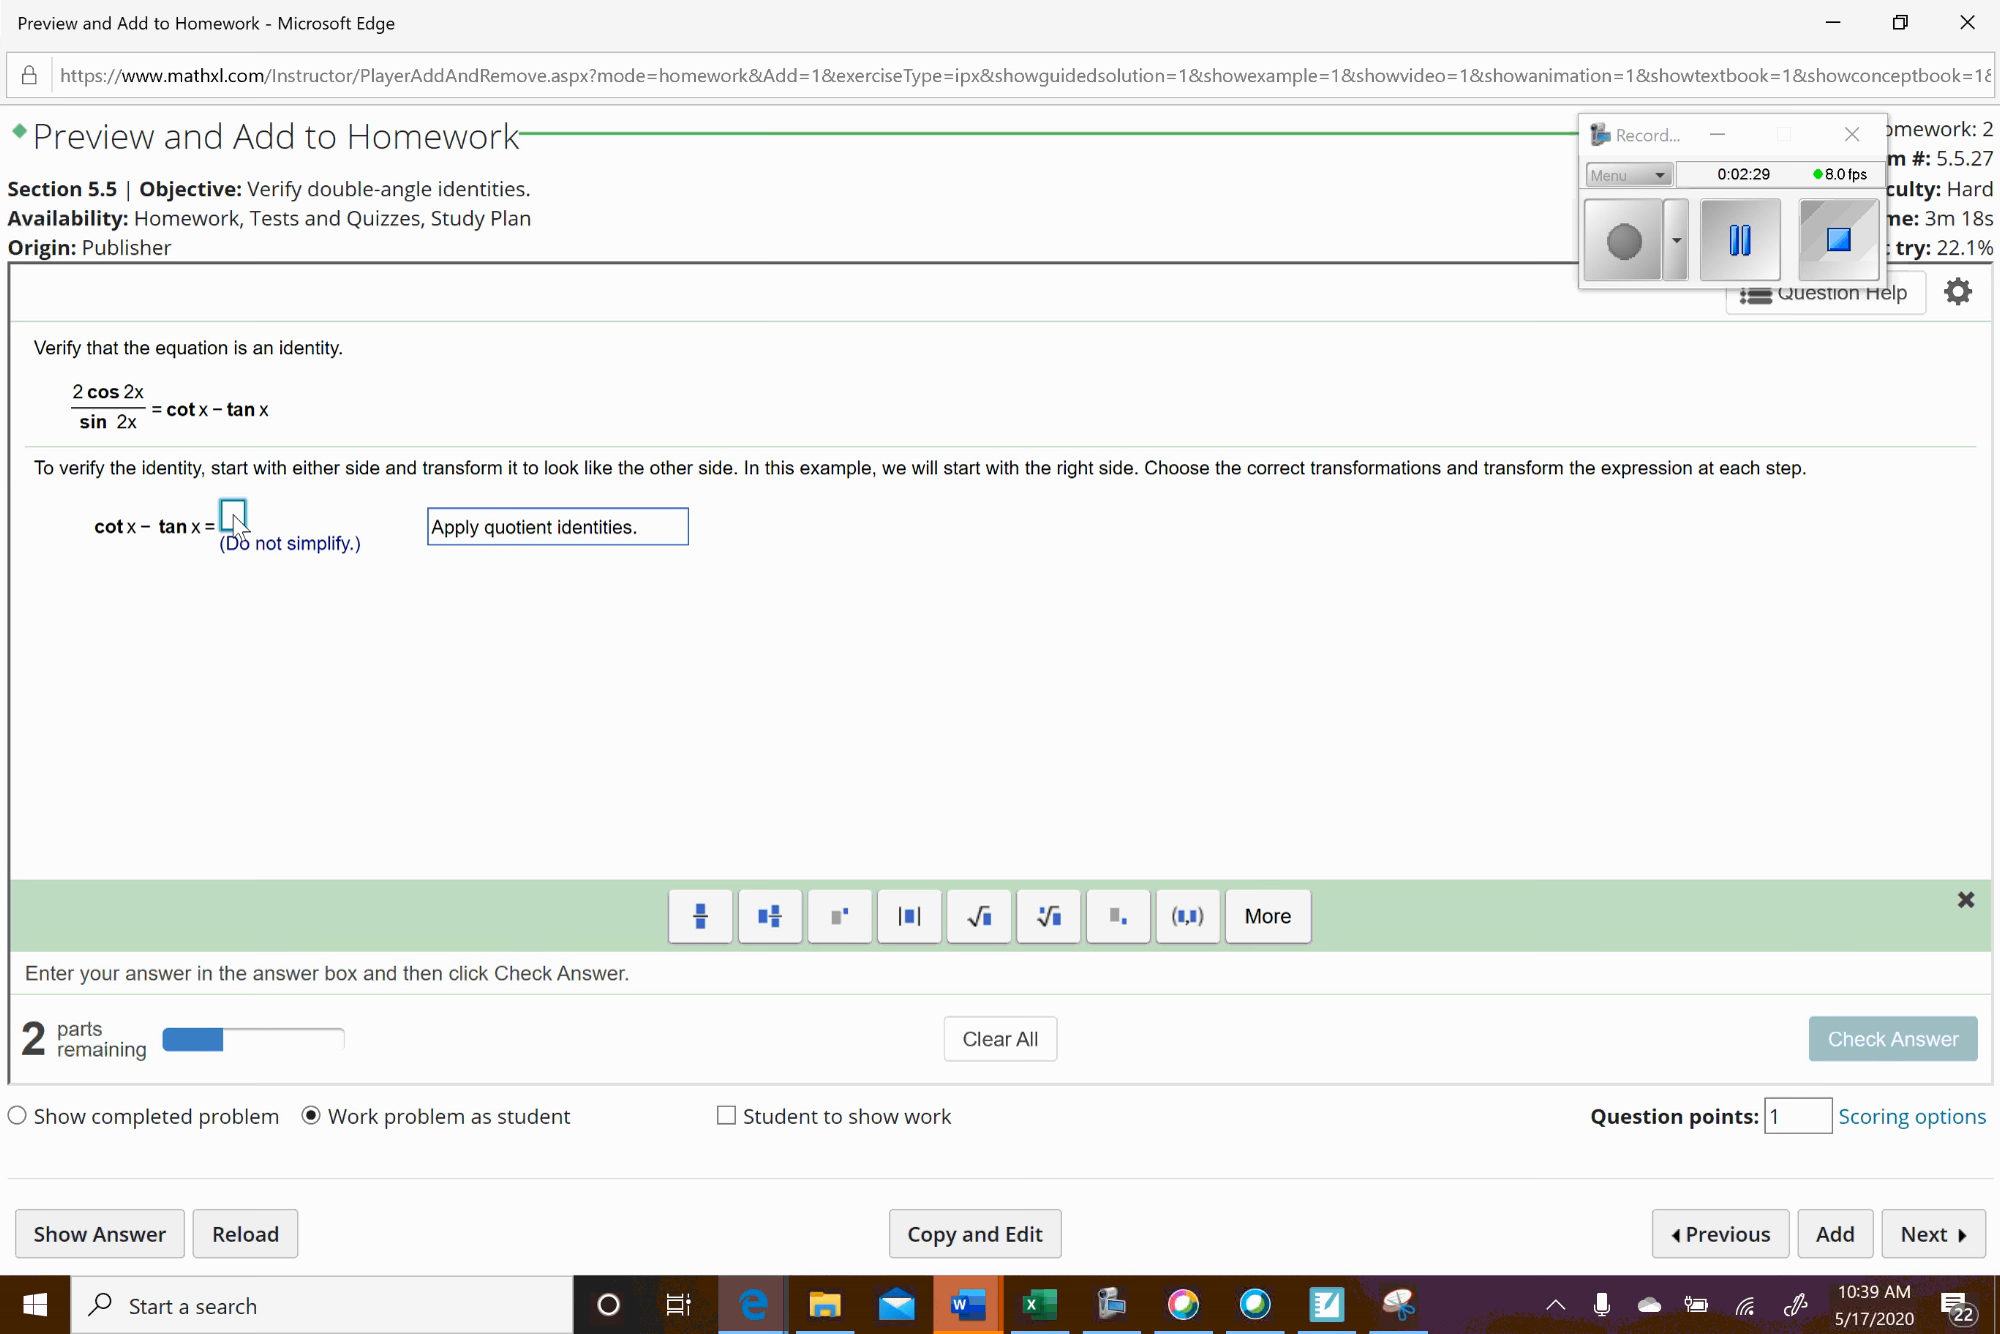 Preview and Add to Homework - Microsoft Edge
https://www.mathxl.com/Instructor/PlayerAddAndRemove.aspx?mode=homework&Add=1&exerciseType=ipx&showguidedsolution=1&showexample=1&showvideo=1&showanimation=1&showtextbook=1&showconceptbook=1&
Preview and Add to Homework
omework: 2
Section 5.5 | Objective: Verify double-angle identities.
m #: 5.5.27
Availability: Homework, Tests and Quizzes, Study Plan
culty: Hard
Origin: Publisher
me: 3m 18s
t try: 22.1%
Record...
Menu
0:02:29
8.0 fps
Question Help
Verify that the equation is an identity.
2 cos 2x
sin 2x
= cot x − tan x
To verify the identity, start with either side and transform it to look like the other side. In this example, we will start with the right side. Choose the correct transformations and transform the expression at each step.
cot x − tan x =
(Do not simplify.)
Apply quotient identities.
More
Enter your answer in the answer box and then click Check Answer.
2 parts remaining
Clear All
Check Answer
Show completed problem
Work problem as student
Student to show work
Question points: 1
Scoring options
Show Answer
Reload
Copy and Edit
Previous
Add
Next
Start a search
10:39 AM
5/17/2020
22